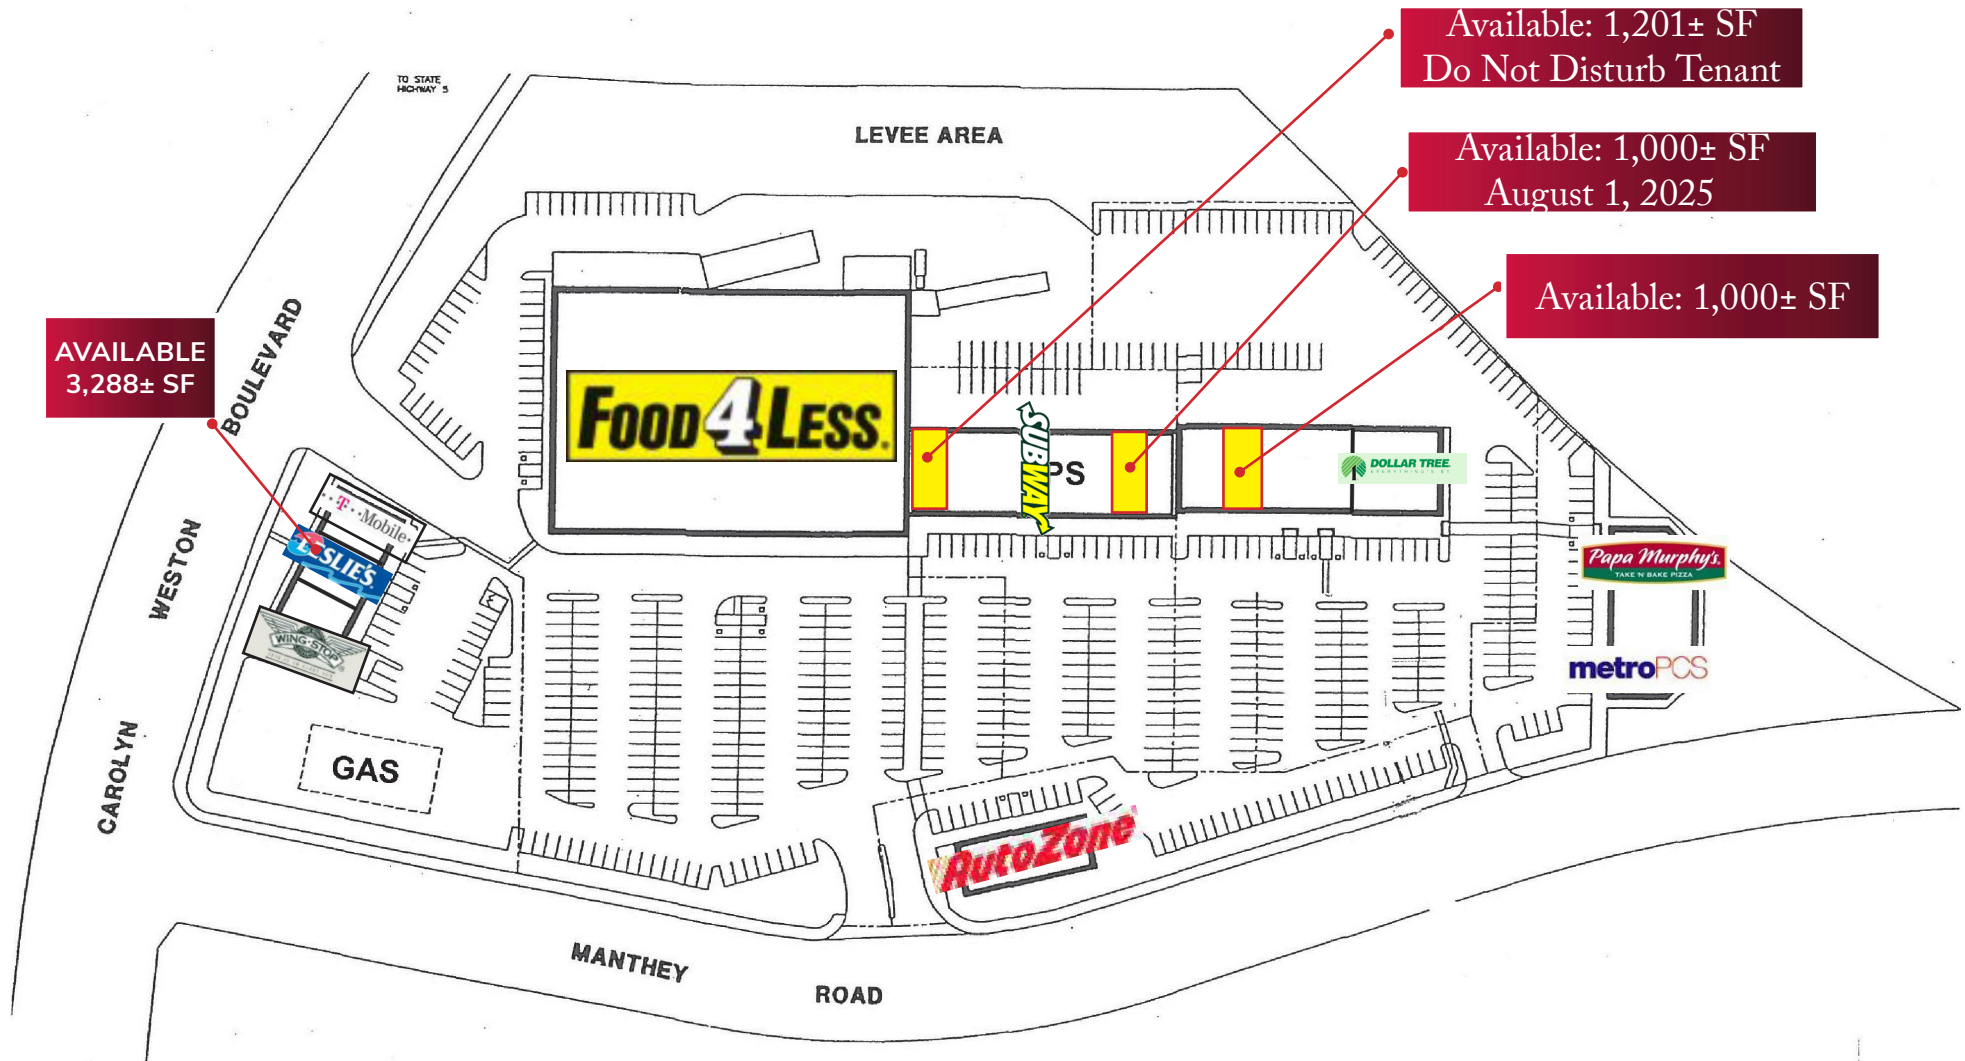 Available: 1,201± SF
Do Not Disturb Tenant
TO STATE
HIGHWAY 5
LEVEE AREA
Available: 1,000± SF
August 1, 2025
Available: 1,000± SF
AVAILABLE
3,288± SF
BOULEVARD
WESTON
CAROLYN
FOOD 4 LESS.
SUBWAY
PS
DOLLAR TREE
T··Mobile·
LESLIE'S
WING·STOP
Papa Murphy's.
TAKE 'N' BAKE PIZZA
metroPCS
GAS
AutoZone
MANTHEY
ROAD